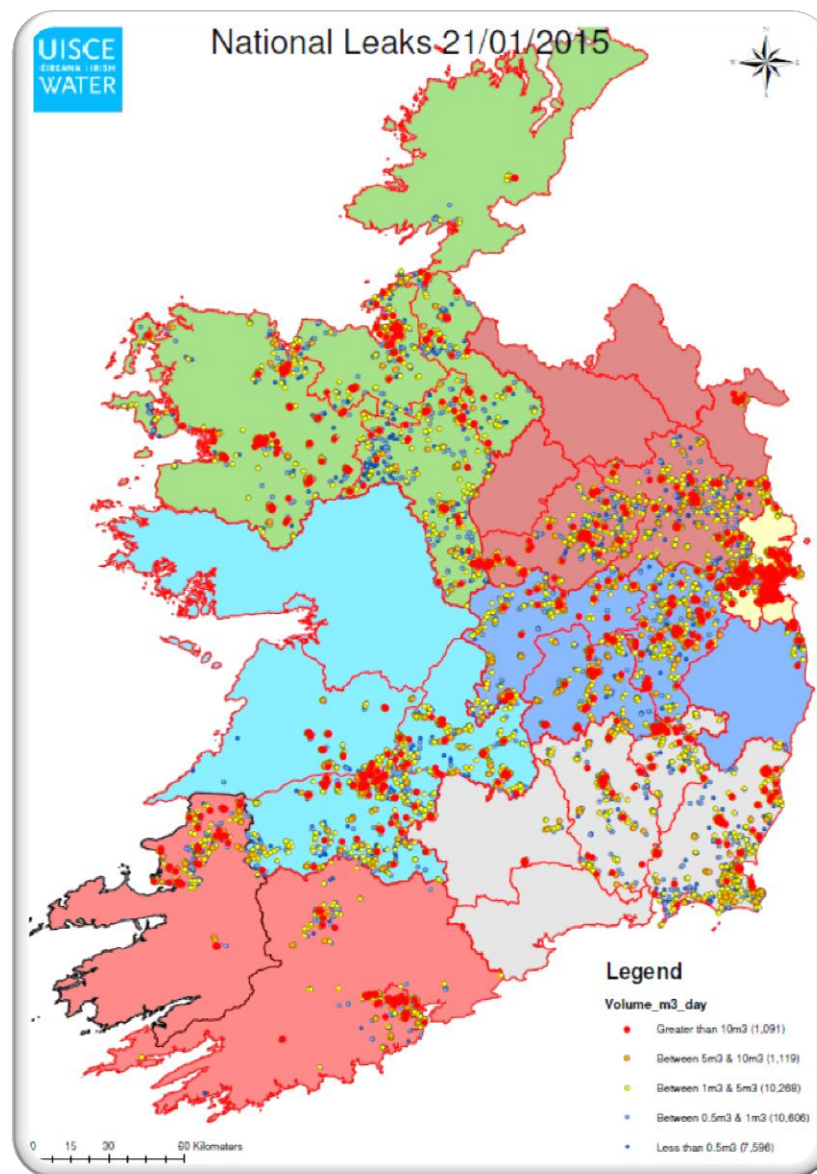 UISCE
ÉIREANN : IRISH
WATER
National Leaks 21/01/2015
N
W E
S
Legend
Volume_m3_day
Greater than 10m3 (1,091)
Between 5m3 & 10m3 (1,119)
Between 1m3 & 5m3 (10,268)
Between 0.5m3 & 1m3 (10,606)
Less than 0.5m3 (7,596)
0 15 30 60 Kilometers